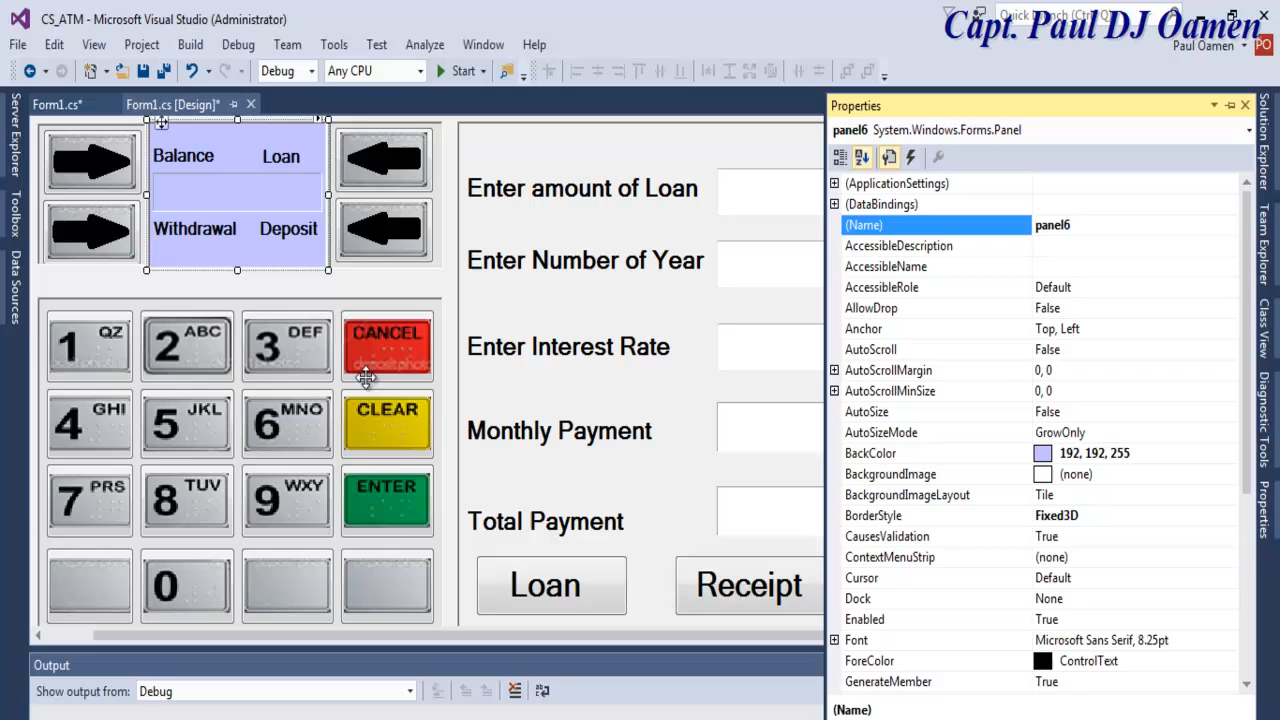 CS_ATM - Microsoft Visual Studio (Administrator)
Capt. Paul DJ Oamen
File Edit View Project Build Debug Team Tools Test Analyze Window Help
Paul Oamen PO
Debug Any CPU Start
Form1.cs* Form1.cs [Design]*
Server Explorer
Toolbox
Data Sources
Balance Loan
Withdrawal Deposit
1 QZ 2 ABC 3 DEF CANCEL
4 GHI 5 JKL 6 MNO CLEAR
7 PRS 8 TUV 9 WXY ENTER
0
Enter amount of Loan
Enter Number of Year
Enter Interest Rate
Monthly Payment
Total Payment
Loan Receipt
Output
Show output from: Debug
Properties
panel6 System.Windows.Forms.Panel
(ApplicationSettings)
(DataBindings)
(Name) panel6
AccessibleDescription
AccessibleName
AccessibleRole Default
AllowDrop False
Anchor Top, Left
AutoScroll False
AutoScrollMargin 0, 0
AutoScrollMinSize 0, 0
AutoSize False
AutoSizeMode GrowOnly
BackColor 192, 192, 255
BackgroundImage (none)
BackgroundImageLayout Tile
BorderStyle Fixed3D
CausesValidation True
ContextMenuStrip (none)
Cursor Default
Dock None
Enabled True
Font Microsoft Sans Serif, 8.25pt
ForeColor ControlText
GenerateMember True
(Name)
Solution Explorer
Team Explorer
Class View
Diagnostic Tools
Properties